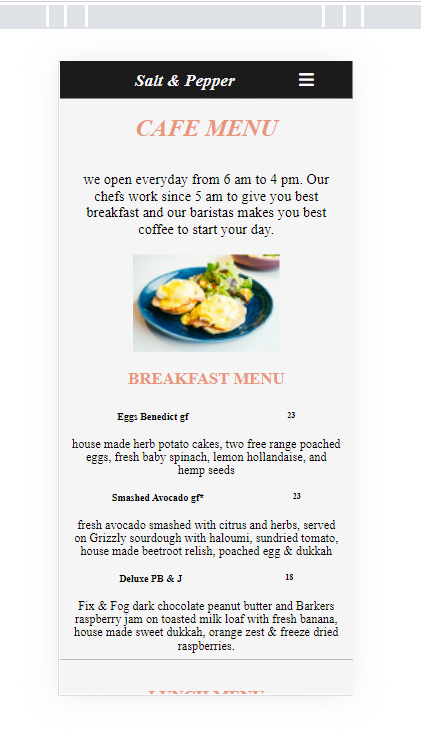 Salt & Pepper
CAFE MENU
we open everyday from 6 am to 4 pm. Our
chefs work since 5 am to give you best
breakfast and our baristas makes you best
coffee to start your day.
BREAKFAST MENU
Eggs Benedict gf 23
house made herb potato cakes, two free range poached
eggs, fresh baby spinach, lemon hollandaise, and
hemp seeds
Smashed Avocado gf* 23
fresh avocado smashed with citrus and herbs, served
on Grizzly sourdough with haloumi, sundried tomato,
house made beetroot relish, poached egg & dukkah
Deluxe PB & J 18
Fix & Fog dark chocolate peanut butter and Barkers
raspberry jam on toasted milk loaf with fresh banana,
house made sweet dukkah, orange zest & freeze dried
raspberries.
LUNCH MENU